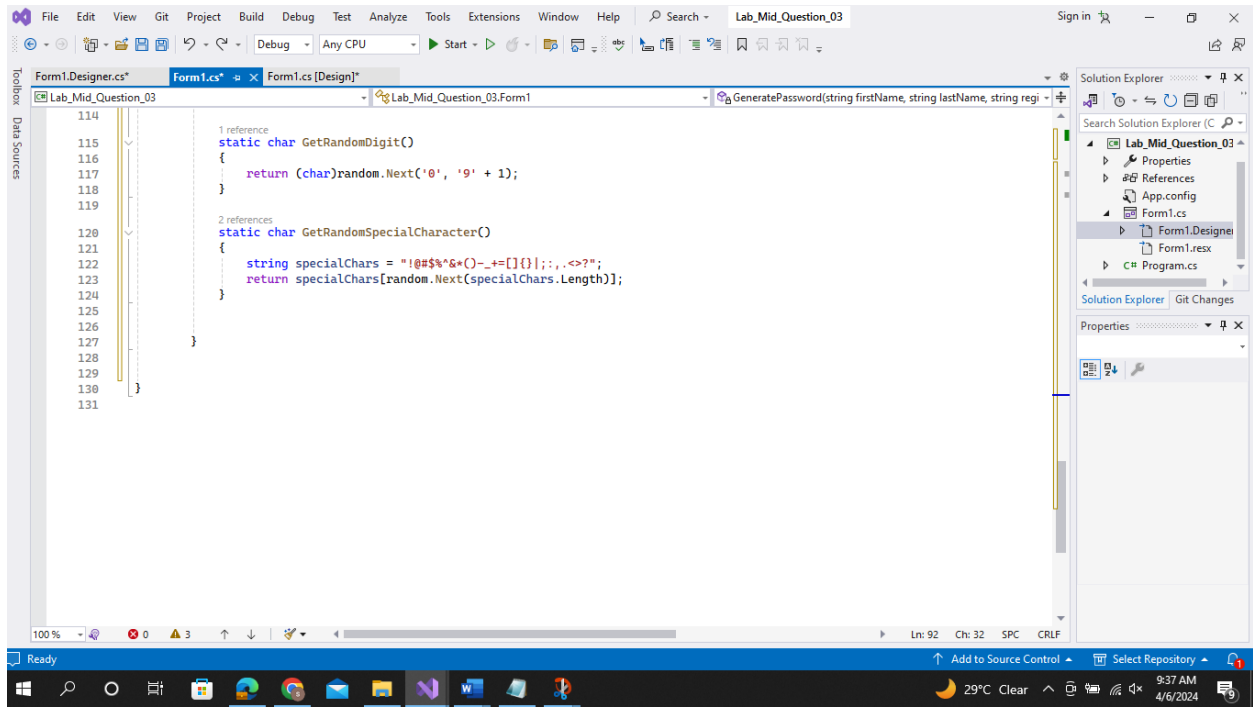 File Edit View Git Project Build Debug Test Analyze Tools Extensions Window Help Search Lab_Mid_Question_03 Sign in
Debug Any CPU Start
Toolbox
Data Sources
Form1.Designer.cs* Form1.cs* Form1.cs [Design]*
Lab_Mid_Question_03 Lab_Mid_Question_03.Form1 GeneratePassword(string firstName, string lastName, string regi
114
1 reference
115 static char GetRandomDigit()
116 {
117 return (char)random.Next('0', '9' + 1);
118 }
119
2 references
120 static char GetRandomSpecialCharacter()
121 {
122 string specialChars = "!@#$%^&*()-_+=[]{}|;:,.<>?";
123 return specialChars[random.Next(specialChars.Length)];
124 }
125
126
127 }
128
129
130 }
131
100 % 0 3 Ln: 92 Ch: 32 SPC CRLF
Solution Explorer
Search Solution Explorer (C
Lab_Mid_Question_03
Properties
References
App.config
Form1.cs
Form1.Designe
Form1.resx
C# Program.cs
Solution Explorer Git Changes
Properties
Ready Add to Source Control Select Repository 1
29°C Clear 9:37 AM
4/6/2024 9